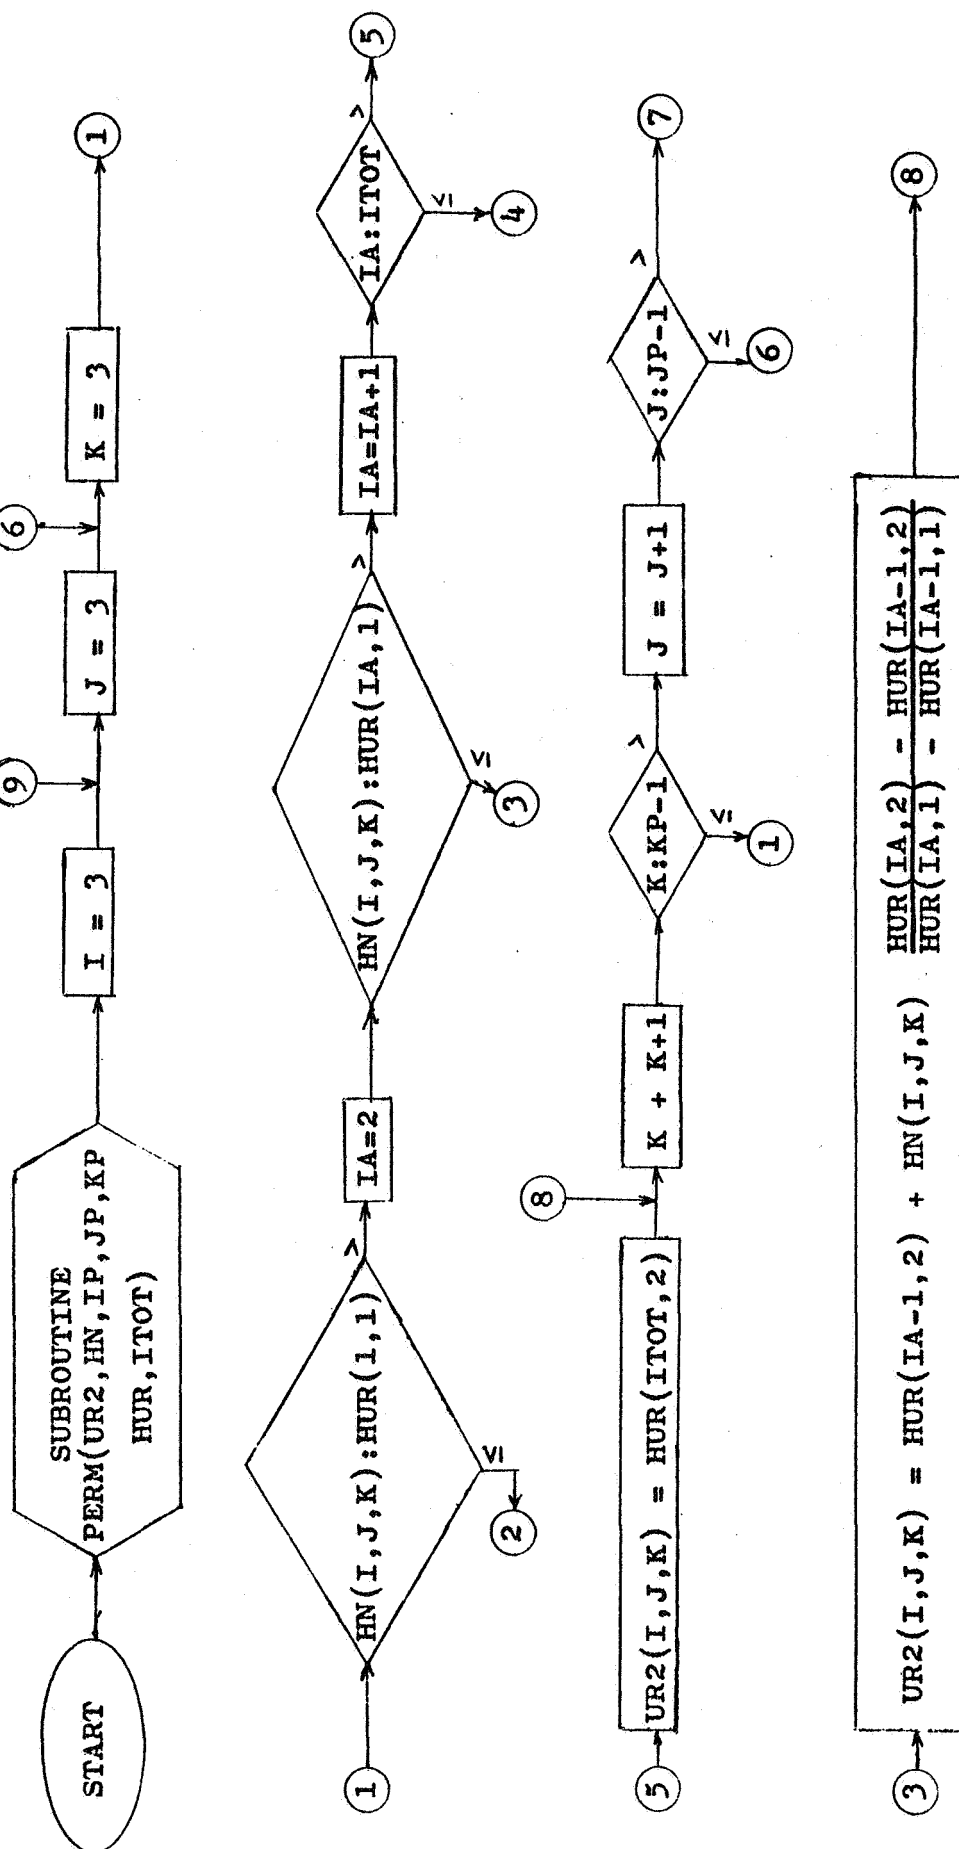 START
SUBROUTINE
PERM(UR2,HN,IP,JP,KP
HUR,ITOT)
I = 3
9
J = 3
6
K = 3
1
1
HN(I,J,K):HUR(1,1)
>
≤
2
IA=2
HN(I,J,K):HUR(IA,1)
>
≤
3
IA=IA+1
IA:ITOT
>
≤
4
5
5
UR2(I,J,K) = HUR(ITOT,2)
8
K + K+1
K:KP-1
>
≤
1
J = J+1
J:JP-1
>
≤
6
7
3
UR2(I,J,K) = HUR(IA-1,2) + HN(I,J,K)
HUR(IA,2) - HUR(IA-1,2)
HUR(IA,1) - HUR(IA-1,1)
8